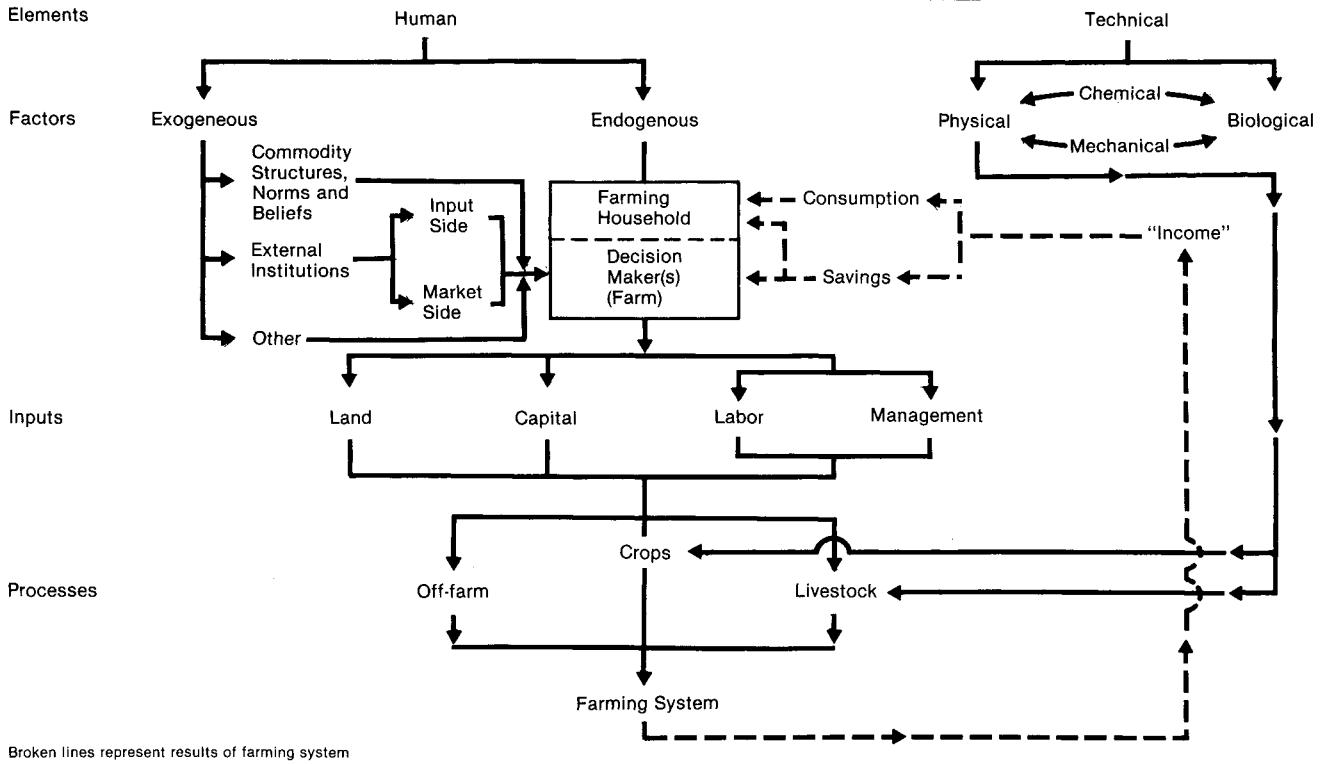 Elements
Human
Technical
Factors
Exogeneous
Endogenous
Physical
Chemical
Mechanical
Biological
Commodity
Structures,
Norms and
Beliefs
Input
Side
External
Institutions
Market
Side
Other
Farming
Household
Decision
Maker(s)
(Farm)
Consumption
Savings
"Income"
Inputs
Land
Capital
Labor
Management
Crops
Processes
Off-farm
Livestock
Farming System
Broken lines represent results of farming system